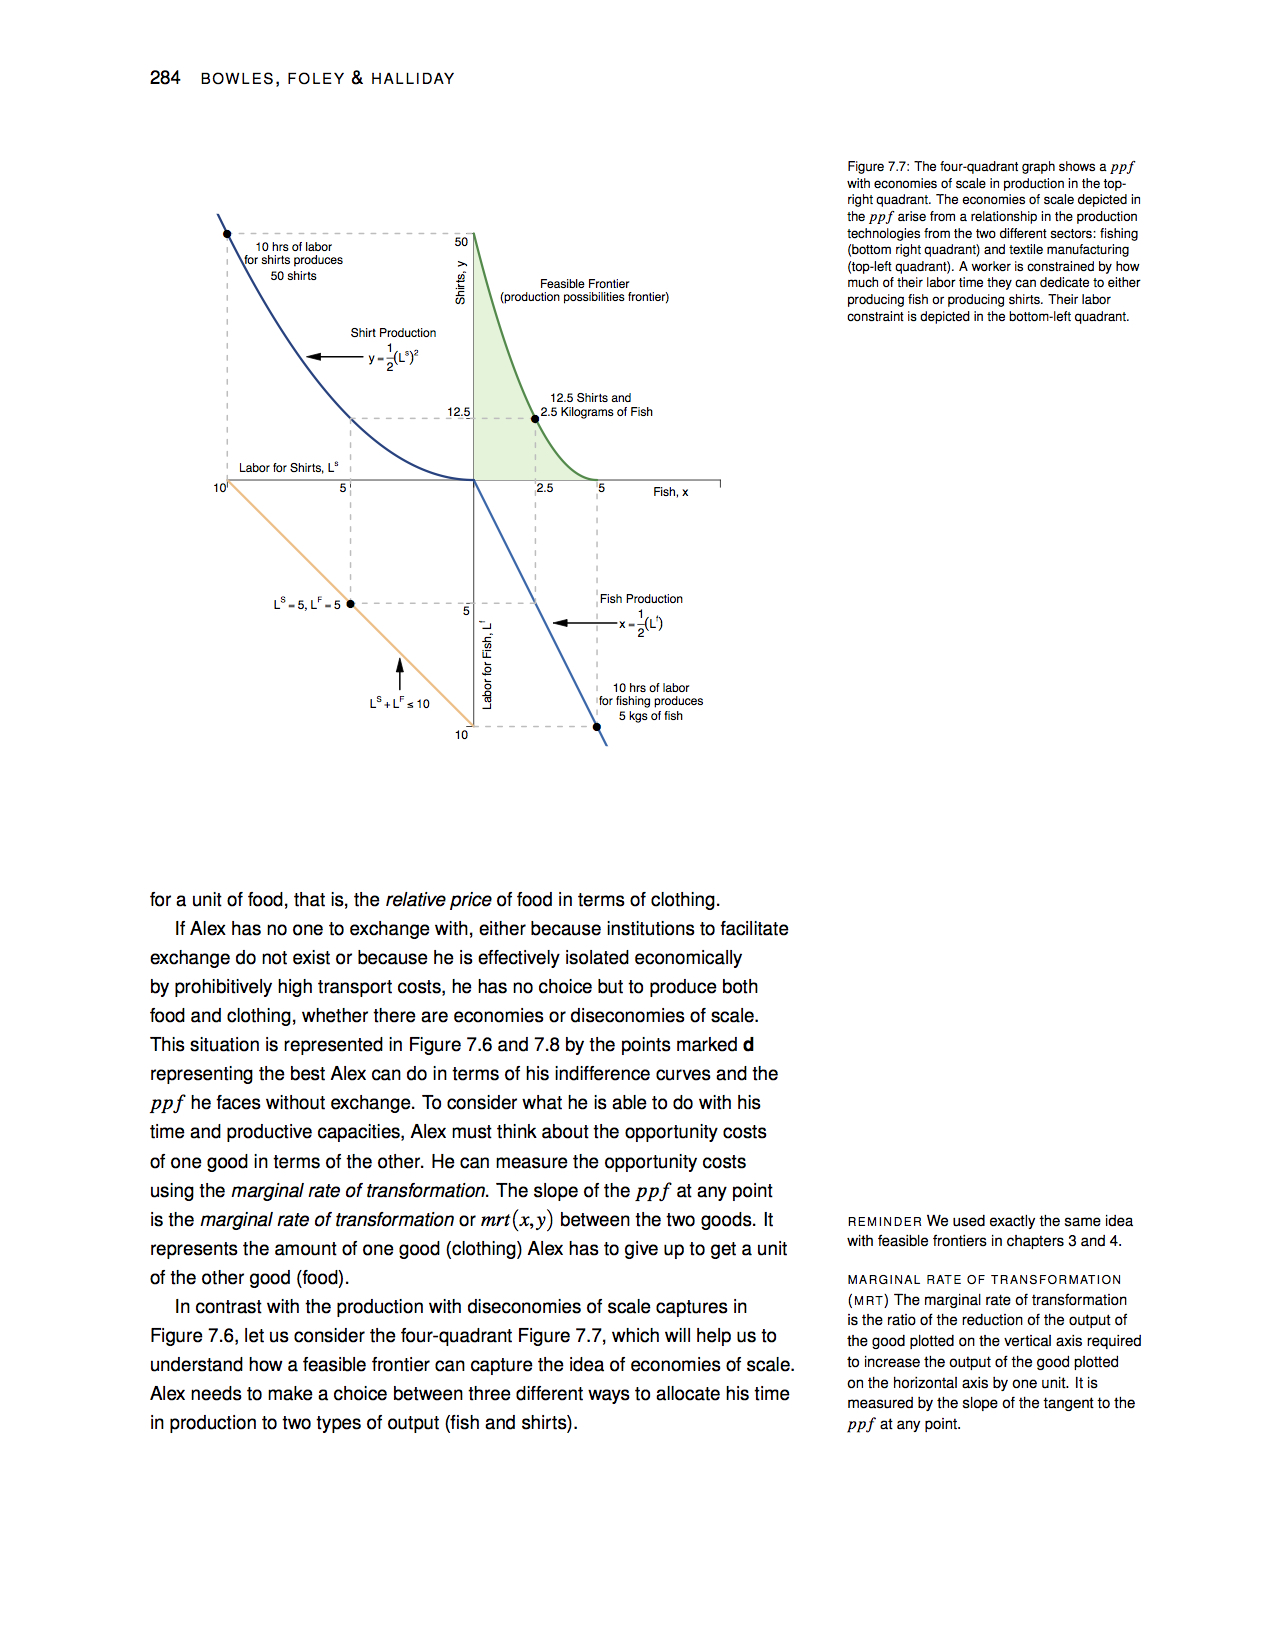 284 BOWLES, FOLEY & HALLIDAY
Figure 7.7: The four-quadrant graph shows a ppf
with economies of scale in production in the top-
right quadrant. The economies of scale depicted in
the ppf arise from a relationship in the production
technologies from the two different sectors: fishing
(bottom right quadrant) and textile manufacturing
(top-left quadrant). A worker is constrained by how
much of their labor time they can dedicate to either
producing fish or producing shirts. Their labor
constraint is depicted in the bottom-left quadrant.
10 hrs of labor
for shirts produces
50 shirts
50
Shirts, y
Feasible Frontier
(production possibilities frontier)
Shirt Production
y = 1/2(Lˢ)²
12.5 Shirts and
2.5 Kilograms of Fish
12.5
Labor for Shirts, Lˢ
10
5
2.5
5
Fish, x
Lˢ = 5, Lᶠ = 5
5
Labor for Fish, Lᶠ
Fish Production
x = 1/2(Lᶠ)
Lˢ + Lᶠ ≤ 10
10 hrs of labor
for fishing produces
5 kgs of fish
10
for a unit of food, that is, the relative price of food in terms of clothing.
If Alex has no one to exchange with, either because institutions to facilitate
exchange do not exist or because he is effectively isolated economically
by prohibitively high transport costs, he has no choice but to produce both
food and clothing, whether there are economies or diseconomies of scale.
This situation is represented in Figure 7.6 and 7.8 by the points marked d
representing the best Alex can do in terms of his indifference curves and the
ppf he faces without exchange. To consider what he is able to do with his
time and productive capacities, Alex must think about the opportunity costs
of one good in terms of the other. He can measure the opportunity costs
using the marginal rate of transformation. The slope of the ppf at any point
is the marginal rate of transformation or mrt(x,y) between the two goods. It
represents the amount of one good (clothing) Alex has to give up to get a unit
of the other good (food).
In contrast with the production with diseconomies of scale captures in
Figure 7.6, let us consider the four-quadrant Figure 7.7, which will help us to
understand how a feasible frontier can capture the idea of economies of scale.
Alex needs to make a choice between three different ways to allocate his time
in production to two types of output (fish and shirts).
REMINDER We used exactly the same idea
with feasible frontiers in chapters 3 and 4.
MARGINAL RATE OF TRANSFORMATION
(MRT) The marginal rate of transformation
is the ratio of the reduction of the output of
the good plotted on the vertical axis required
to increase the output of the good plotted
on the horizontal axis by one unit. It is
measured by the slope of the tangent to the
ppf at any point.